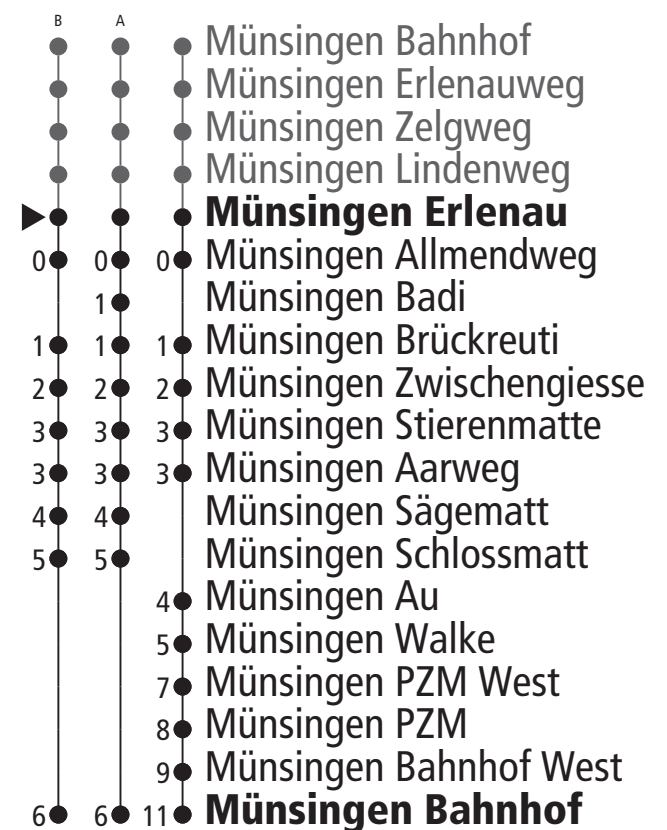 B A
Münsingen Bahnhof
Münsingen Erlenauweg
Münsingen Zelgweg
Münsingen Lindenweg
Münsingen Erlenau
0 0 0 Münsingen Allmendweg
1 Münsingen Badi
1 1 1 Münsingen Brückreuti
2 2 2 Münsingen Zwischengiesse
3 3 3 Münsingen Stierenmatte
3 3 3 Münsingen Aarweg
4 4 Münsingen Sägematt
5 5 Münsingen Schlossmatt
4 Münsingen Au
5 Münsingen Walke
7 Münsingen PZM West
8 Münsingen PZM
9 Münsingen Bahnhof West
6 6 11 Münsingen Bahnhof